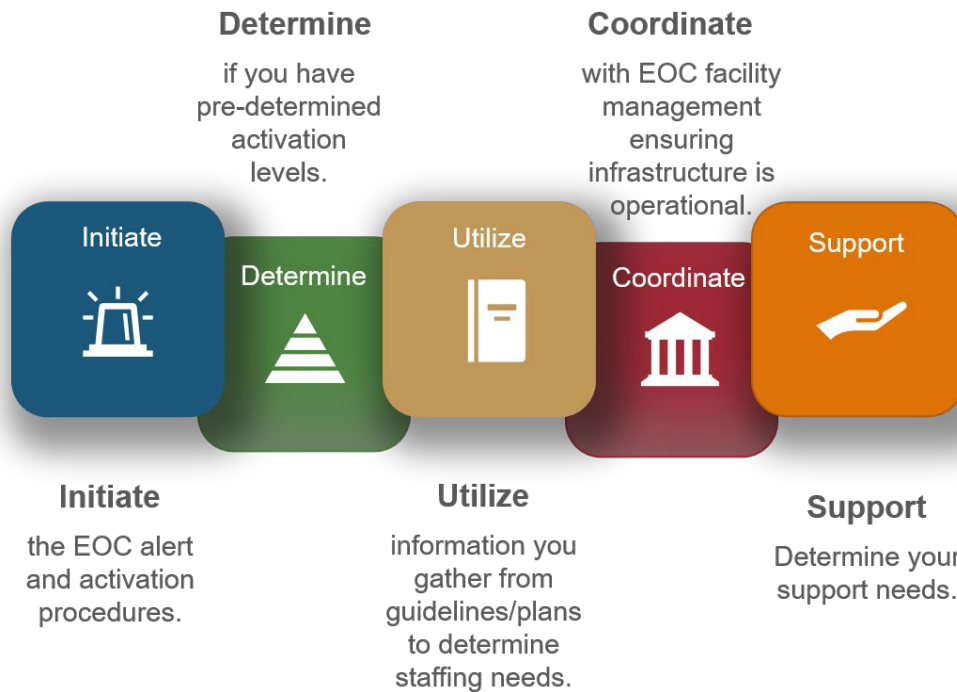 Determine
if you have
pre-determined
activation
levels.
Coordinate
with EOC facility
management
ensuring
infrastructure is
operational.
Initiate
Determine
Utilize
Coordinate
Support
Initiate
the EOC alert
and activation
procedures.
Utilize
information you
gather from
guidelines/plans
to determine
staffing needs.
Support
Determine your
support needs.